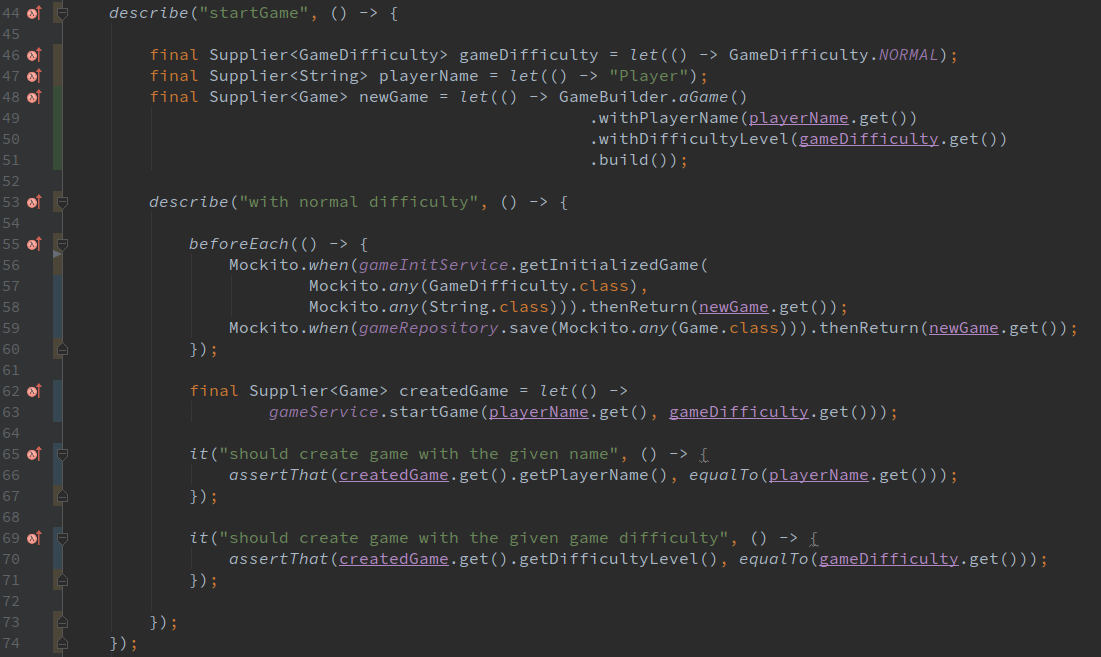 44 describe("startGame", () -> {
45
46 final Supplier<GameDifficulty> gameDifficulty = let(() -> GameDifficulty.NORMAL);
47 final Supplier<String> playerName = let(() -> "Player");
48 final Supplier<Game> newGame = let(() -> GameBuilder.aGame()
49 .withPlayerName(playerName.get())
50 .withDifficultyLevel(gameDifficulty.get())
51 .build());
52
53 describe("with normal difficulty", () -> {
54
55 beforeEach(() -> {
56 Mockito.when(gameInitService.getInitializedGame(
57 Mockito.any(GameDifficulty.class),
58 Mockito.any(String.class))).thenReturn(newGame.get());
59 Mockito.when(gameRepository.save(Mockito.any(Game.class))).thenReturn(newGame.get());
60 });
61
62 final Supplier<Game> createdGame = let(() ->
63 gameService.startGame(playerName.get(), gameDifficulty.get()));
64
65 it("should create game with the given name", () -> {
66 assertThat(createdGame.get().getPlayerName(), equalTo(playerName.get()));
67 });
68
69 it("should create game with the given game difficulty", () -> {
70 assertThat(createdGame.get().getDifficultyLevel(), equalTo(gameDifficulty.get()));
71 });
72
73 });
74 });